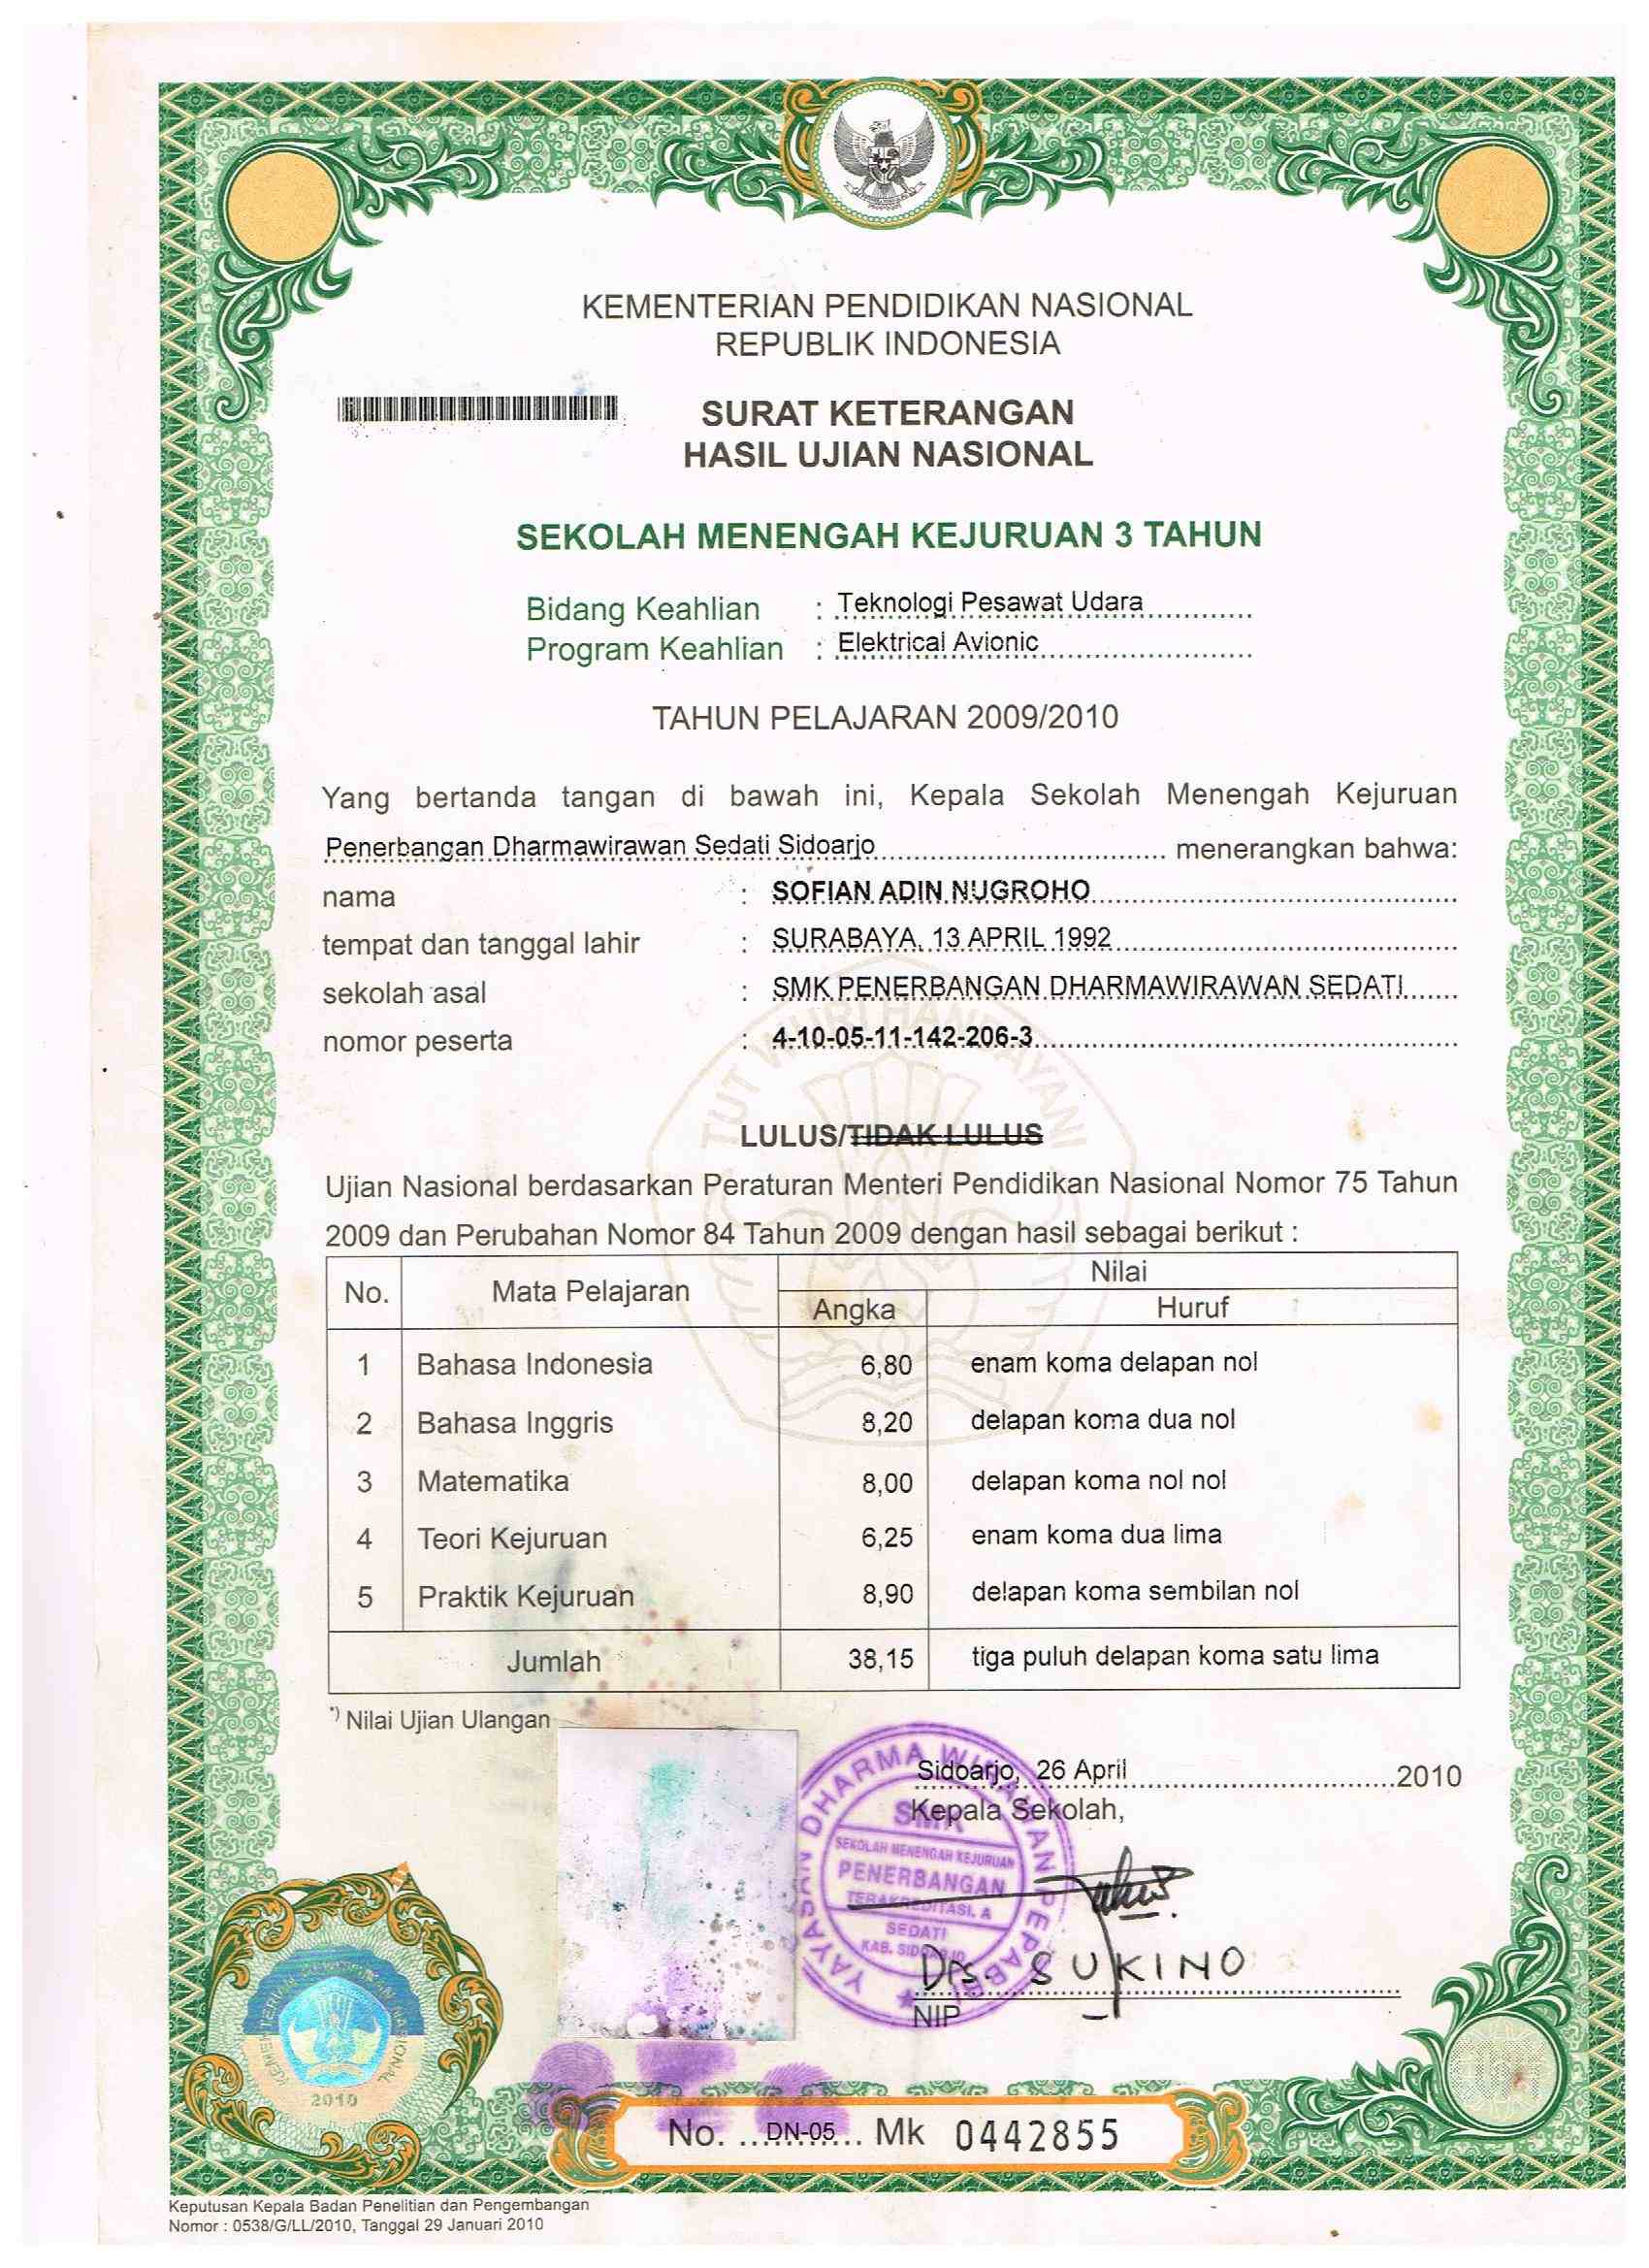 KEMENTERIAN PENDIDIKAN NASIONAL
REPUBLIK INDONESIA
SURAT KETERANGAN
HASIL UJIAN NASIONAL
SEKOLAH MENENGAH KEJURUAN 3 TAHUN
Bidang Keahlian : Teknologi Pesawat Udara
Program Keahlian : Elektrical Avionic
TAHUN PELAJARAN 2009/2010
Yang bertanda tangan di bawah ini, Kepala Sekolah Menengah Kejuruan
Penerbangan Dharmawirawan Sedati Sidoarjo menerangkan bahwa:
nama : SOFIAN ADIN NUGROHO
tempat dan tanggal lahir : SURABAYA, 13 APRIL 1992
sekolah asal : SMK PENERBANGAN DHARMAWIRAWAN SEDATI
nomor peserta : 4-10-05-11-142-206-3
TUT WURI HANDAYANI
LULUS/TIDAK LULUS
Ujian Nasional berdasarkan Peraturan Menteri Pendidikan Nasional Nomor 75 Tahun
2009 dan Perubahan Nomor 84 Tahun 2009 dengan hasil sebagai berikut :
No. Mata Pelajaran Nilai
Angka Huruf
1 Bahasa Indonesia 6,80 enam koma delapan nol
2 Bahasa Inggris 8,20 delapan koma dua nol
3 Matematika 8,00 delapan koma nol nol
4 Teori Kejuruan 6,25 enam koma dua lima
5 Praktik Kejuruan 8,90 delapan koma sembilan nol
Jumlah 38,15 tiga puluh delapan koma satu lima
*) Nilai Ujian Ulangan
Sidoarjo, 26 April 2010
Kepala Sekolah,
YAYASAN DHARMA WIRAWAN PEPABRI
SMK
SEKOLAH MENENGAH KEJURUAN
PENERBANGAN
TERAKREDITASI. A
SEDATI
KAB. SIDOARJO
Drs. SUKINO
NIP
KEMENTERIAN PENDIDIKAN NASIONAL
2010
No. DN-05 Mk 0442855
Keputusan Kepala Badan Penelitian dan Pengembangan
Nomor : 0538/G/LL/2010, Tanggal 29 Januari 2010